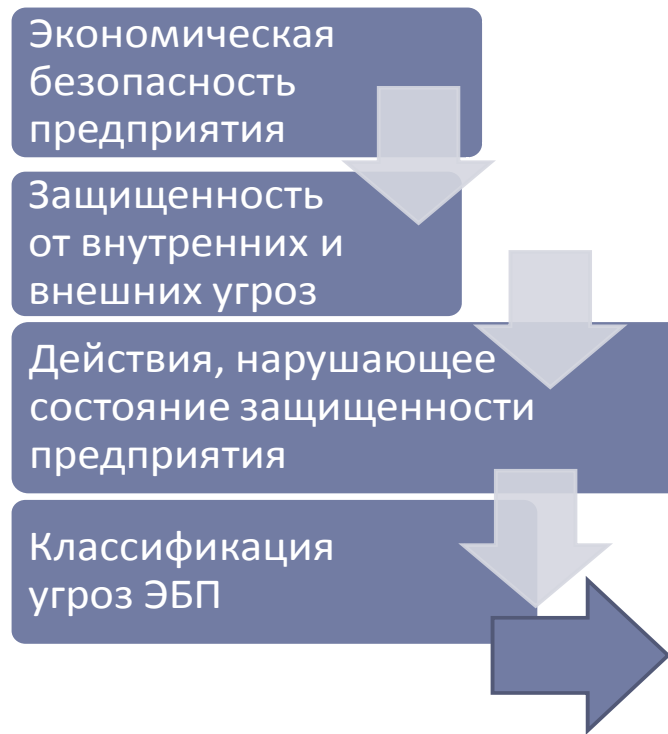 Экономическая
безопасность
предприятия
Защищенность
от внутренних и
внешних угроз
Действия, нарушающее
состояние защищенности
предприятия
Классификация
угроз ЭБП